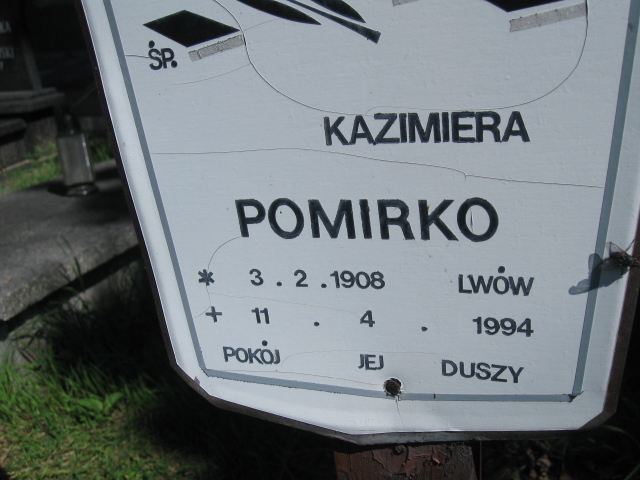 ŚP.
KAZIMIERA
POMIRKO
* 3 . 2 . 1908 LWÓW
+ 11 . 4 . 1994
POKÓJ JEJ DUSZY